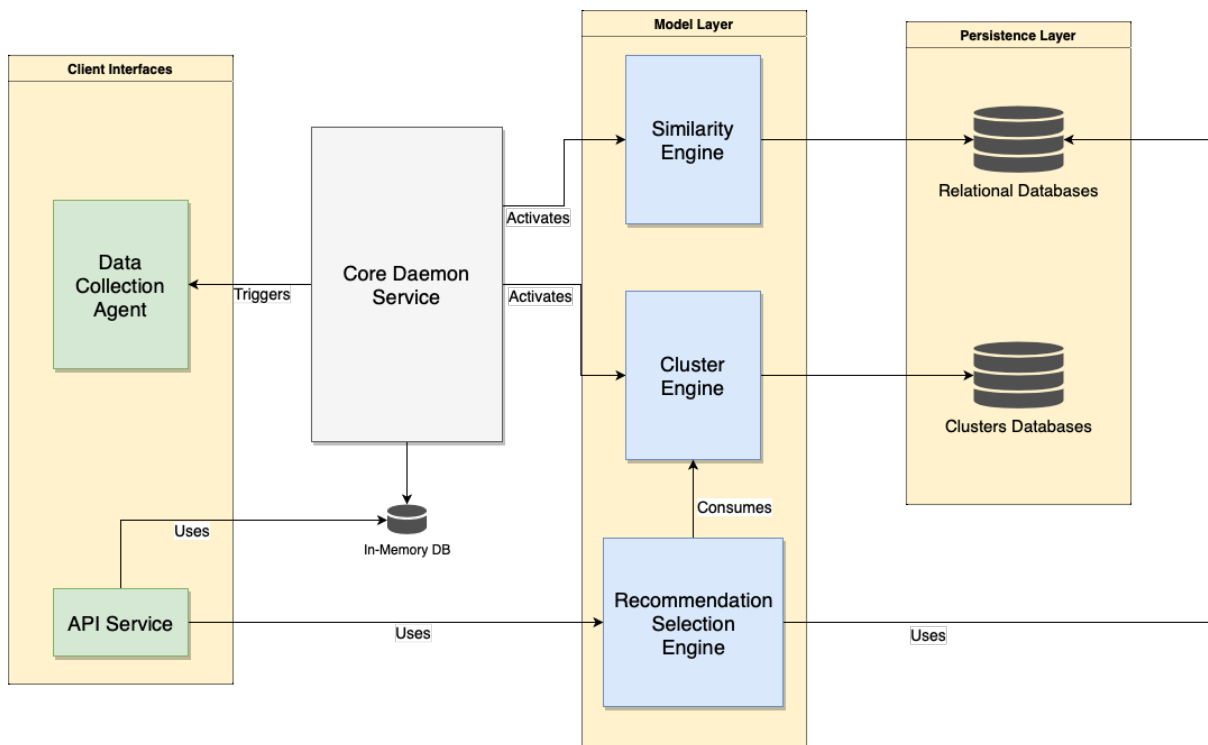 Model Layer
Persistence Layer
Client Interfaces
Similarity
Engine
Relational Databases
Activates
Data
Collection
Agent
Triggers
Core Daemon
Service
Activates
Cluster
Engine
Clusters Databases
Consumes
Uses
In-Memory DB
API Service
Uses
Recommendation
Selection
Engine
Uses